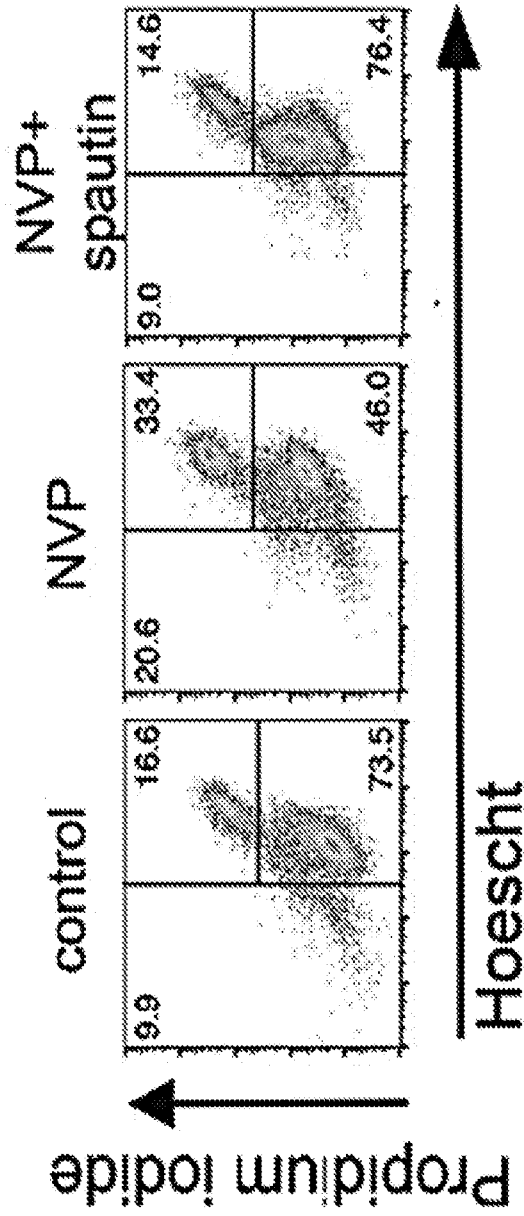 control
NVP
NVP+
spautin
9.9
16.6
73.5
20.6
33.4
46.0
9.0
14.6
76.4
Propidium iodide
Hoescht